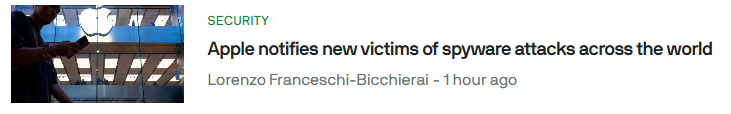 SECURITY
Apple notifies new victims of spyware attacks across the world
Lorenzo Franceschi-Bicchierai - 1 hour ago